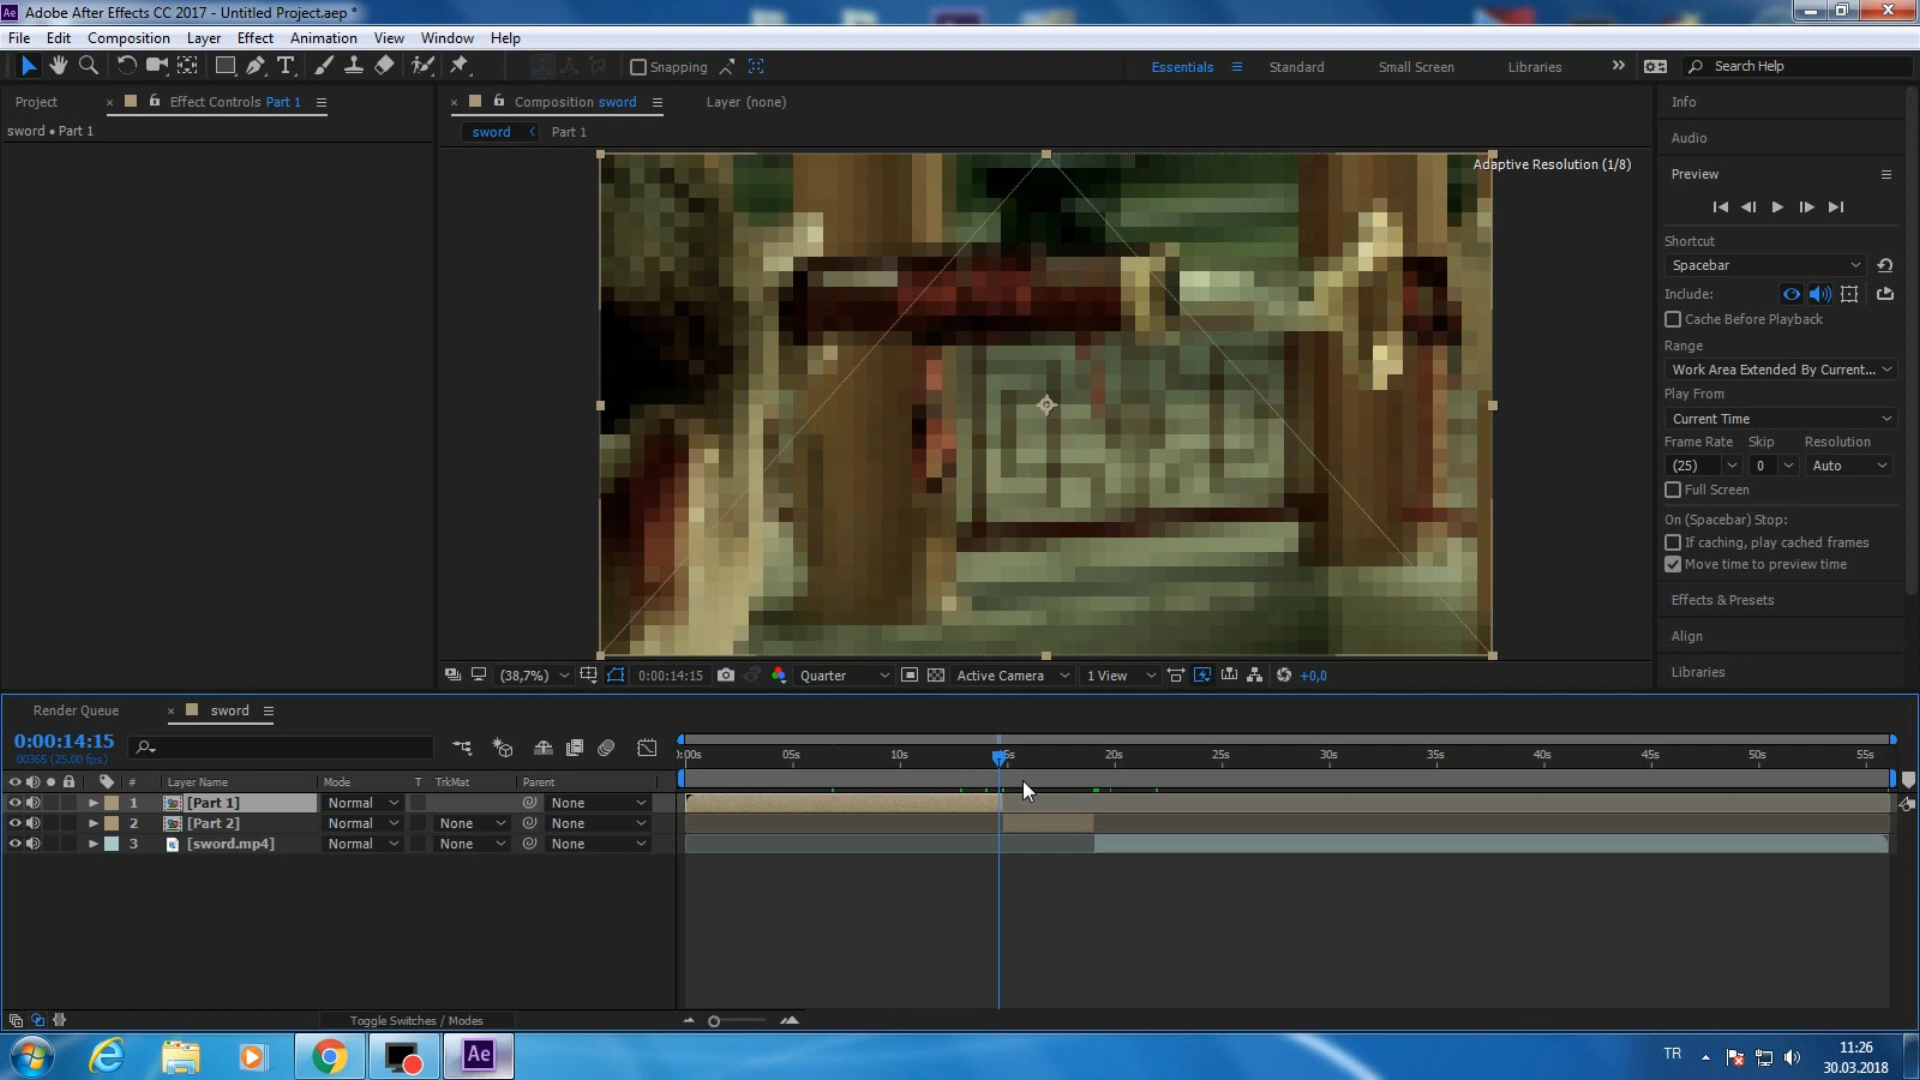 Adobe After Effects CC 2017 - Untitled Project.aep *
File Edit Composition Layer Effect Animation View Window Help
Snapping Essentials Standard Small Screen Libraries Search Help
Project Effect Controls Part 1 Composition sword Layer (none) Info
sword • Part 1
sword Part 1
Audio
Adaptive Resolution (1/8)
Preview
Shortcut
Spacebar
Include:
Cache Before Playback
Range
Work Area Extended By Current...
Play From
Current Time
Frame Rate Skip Resolution
(25) 0 Auto
Full Screen
On (Spacebar) Stop:
If caching, play cached frames
Move time to preview time
Effects & Presets
Align
Libraries
(38,7%) 0:00:14:15 Quarter Active Camera 1 View +0,0
Render Queue sword
0:00:14:15
00365 (25.00 fps)
:00s 05s 10s 5s 20s 25s 30s 35s 40s 45s 50s 55s
# Layer Name Mode T TrkMat Parent
1 [Part 1] Normal None
2 [Part 2] Normal None None
3 [sword.mp4] Normal None None
Toggle Switches / Modes
Ae
TR
11:26
30.03.2018